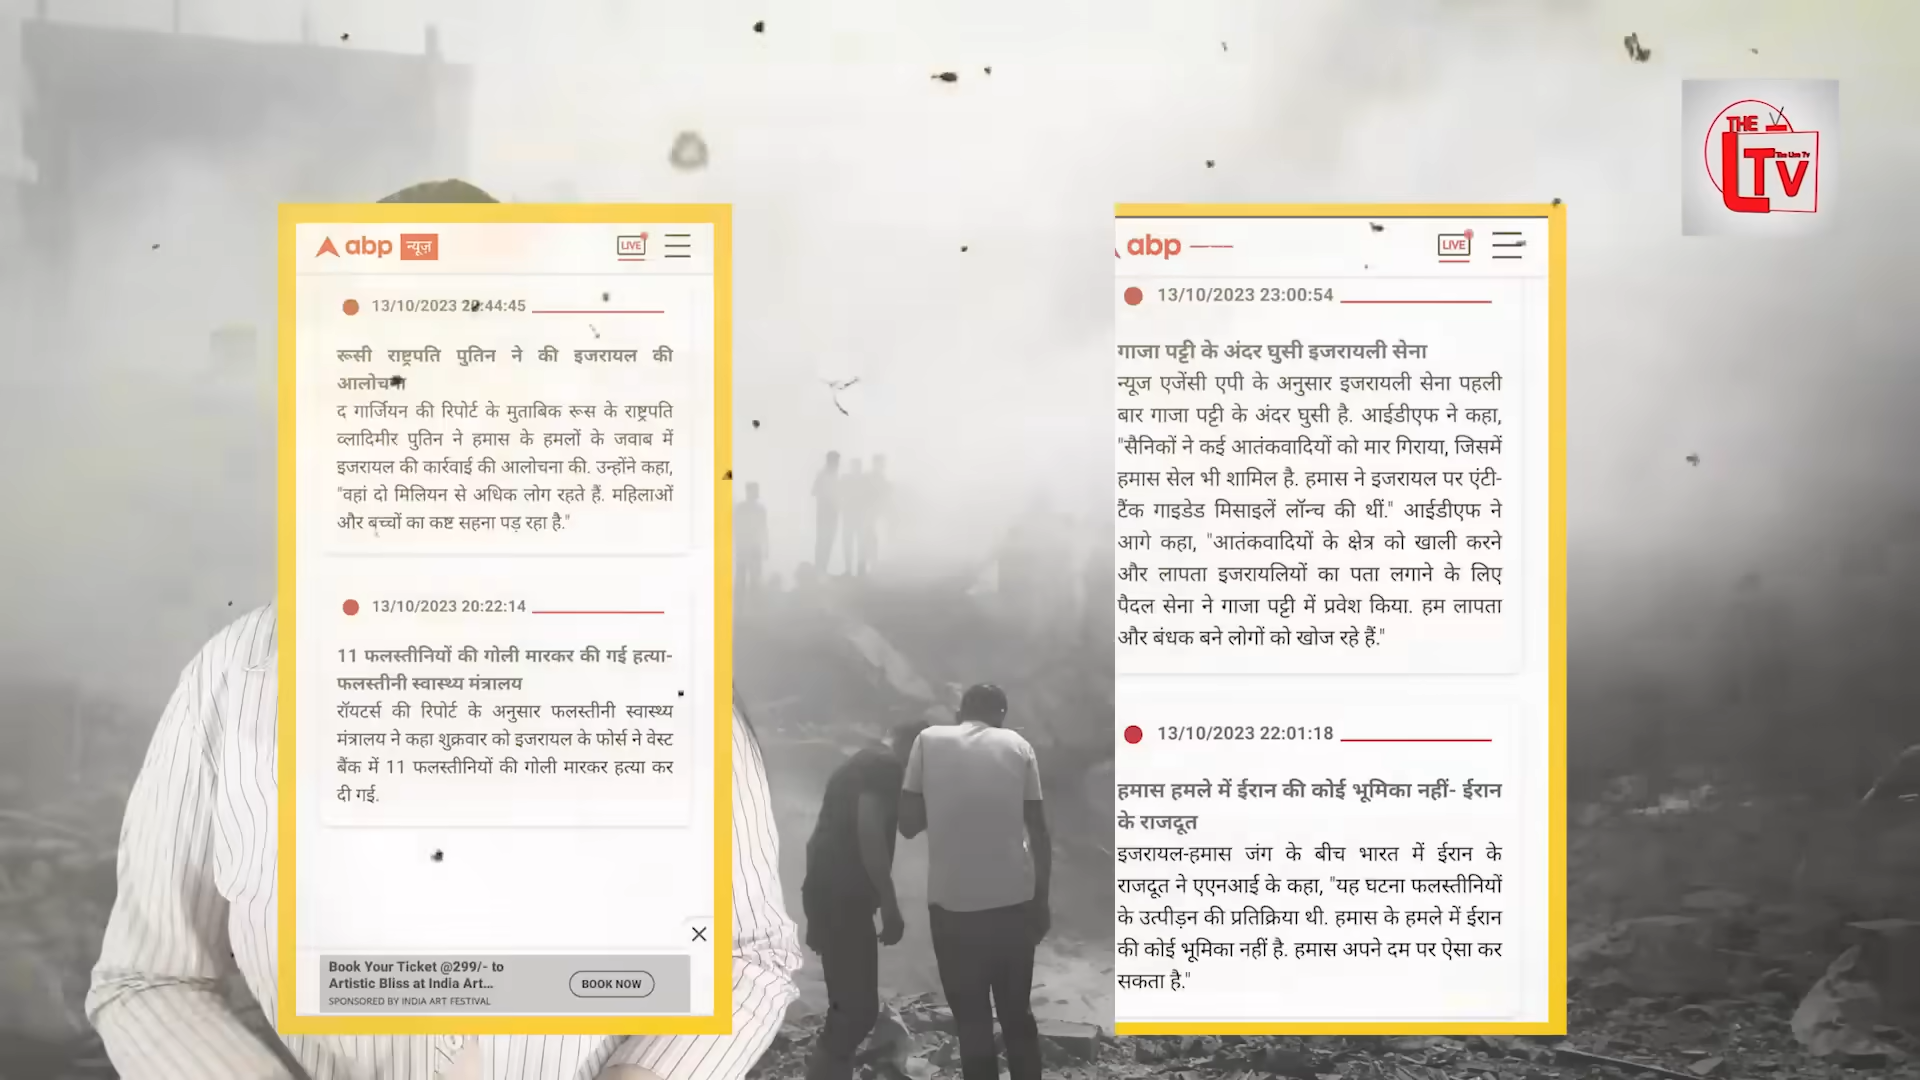 abp न्यूज़
LIVE
13/10/2023 20:44:45
रूसी राष्ट्रपति पुतिन ने की इजरायल की
आलोचना
द गार्जियन की रिपोर्ट के मुताबिक रूस के राष्ट्रपति
व्लादिमीर पुतिन ने हमास के हमलों के जवाब में
इजरायल की कार्रवाई की आलोचना की. उन्होंने कहा,
"वहां दो मिलियन से अधिक लोग रहते हैं. महिलाओं
और बच्चों का कष्ट सहना पड़ रहा है."
13/10/2023 20:22:14
11 फलस्तीनियों की गोली मारकर की गई हत्या-
फलस्तीनी स्वास्थ्य मंत्रालय
रॉयटर्स की रिपोर्ट के अनुसार फलस्तीनी स्वास्थ्य
मंत्रालय ने कहा शुक्रवार को इजरायल के फोर्स ने वेस्ट
बैंक में 11 फलस्तीनियों की गोली मारकर हत्या कर
दी गई.
Book Your Ticket @299/- to
Artistic Bliss at India Art...
SPONSORED BY INDIA ART FESTIVAL
BOOK NOW
abp
LIVE
13/10/2023 23:00:54
गाजा पट्टी के अंदर घुसी इजरायली सेना
न्यूज एजेंसी एपी के अनुसार इजरायली सेना पहली
बार गाजा पट्टी के अंदर घुसी है. आईडीएफ ने कहा,
"सैनिकों ने कई आतंकवादियों को मार गिराया, जिसमें
हमास सेल भी शामिल है. हमास ने इजरायल पर एंटी-
टैंक गाइडेड मिसाइलें लॉन्च की थीं." आईडीएफ ने
आगे कहा, "आतंकवादियों के क्षेत्र को खाली करने
और लापता इजरायलियों का पता लगाने के लिए
पैदल सेना ने गाजा पट्टी में प्रवेश किया. हम लापता
और बंधक बने लोगों को खोज रहे हैं."
13/10/2023 22:01:18
हमास हमले में ईरान की कोई भूमिका नहीं- ईरान
के राजदूत
इजरायल-हमास जंग के बीच भारत में ईरान के
राजदूत ने एएनआई के कहा, "यह घटना फलस्तीनियों
के उत्पीड़न की प्रतिक्रिया थी. हमास के हमले में ईरान
की कोई भूमिका नहीं है. हमास अपने दम पर ऐसा कर
सकता है."
THE
LTV
The Live Tv